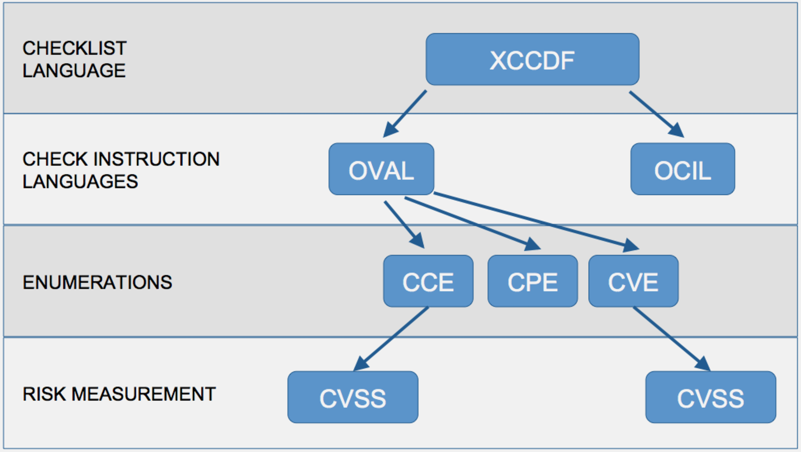 CHECKLIST
LANGUAGE
XCCDF
CHECK INSTRUCTION
LANGUAGES
OVAL
OCIL
ENUMERATIONS
CCE
CPE
CVE
RISK MEASUREMENT
CVSS
CVSS